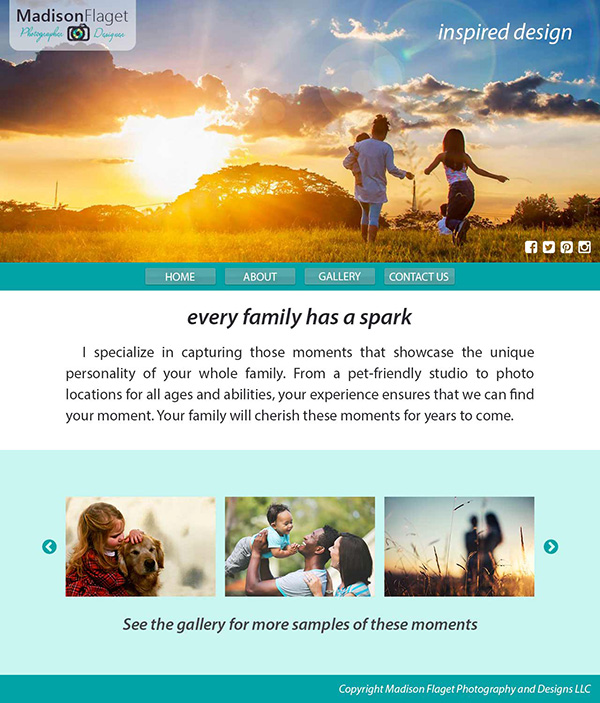 MadisonFlaget
Photographer Designer
inspired design
HOME
ABOUT
GALLERY
CONTACT US
every family has a spark
I specialize in capturing those moments that showcase the unique
personality of your whole family. From a pet-friendly studio to photo
locations for all ages and abilities, your experience ensures that we can find
your moment. Your family will cherish these moments for years to come.
See the gallery for more samples of these moments
Copyright Madison Flaget Photography and Designs LLC